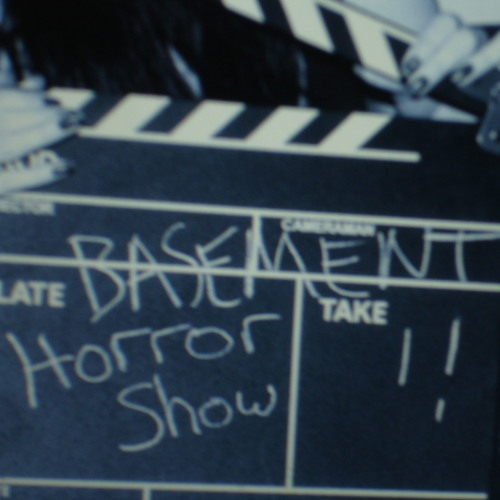 CAMERAMAN
BASEMENT
LATE
TAKE
Horror
Show
!!